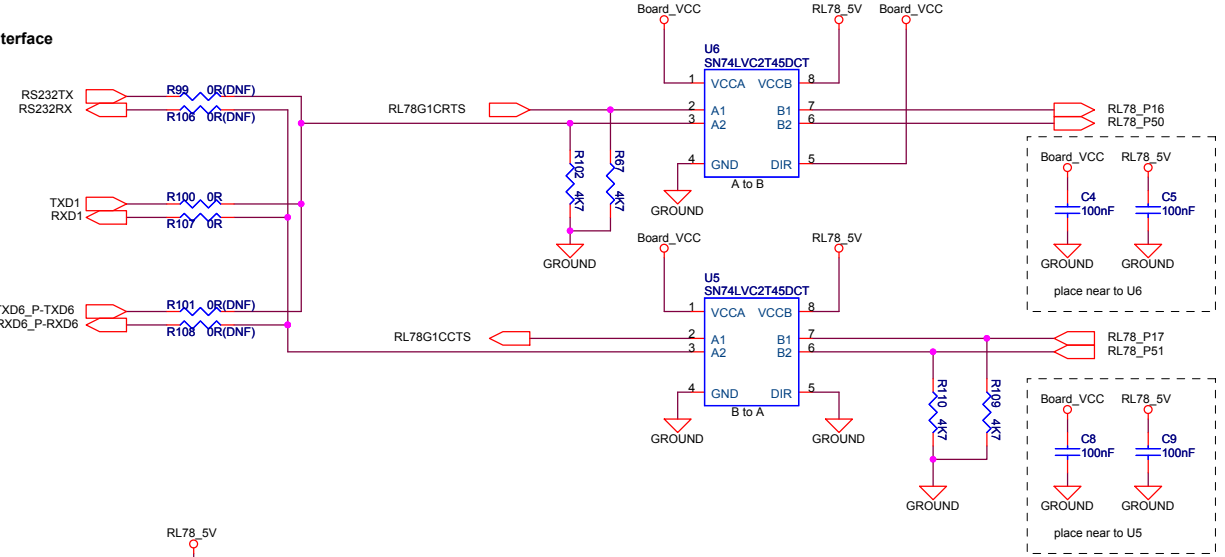 Board_VCC
RL78_5V
Board_VCC
terface
U6
SN74LVC2T45DCT
1 VCCA VCCB 8
RS232TX R99 0R(DNF)
RS232RX R106 0R(DNF)
RL78G1CRTS
2 A1 B1 7 RL78_P16
3 A2 B2 6 RL78_P50
R102 4K7
R67 4K7
4 GND DIR 5
A to B
GROUND
Board_VCC RL78_5V
C4 100nF
C5 100nF
TXD1 R100 0R
RXD1 R107 0R
GROUND
Board_VCC
RL78_5V
GROUND GROUND
place near to U6
U5
SN74LVC2T45DCT
1 VCCA VCCB 8
TXD6_P-TXD6 R101 0R(DNF)
RXD6_P-RXD6 R108 0R(DNF)
RL78G1CCTS
2 A1 B1 7 RL78_P17
3 A2 B2 6 RL78_P51
4 GND DIR 5
B to A
R110 4K7
R109 4K7
GROUND
GROUND
Board_VCC RL78_5V
C8 100nF
C9 100nF
GROUND
GROUND GROUND
place near to U5
RL78_5V